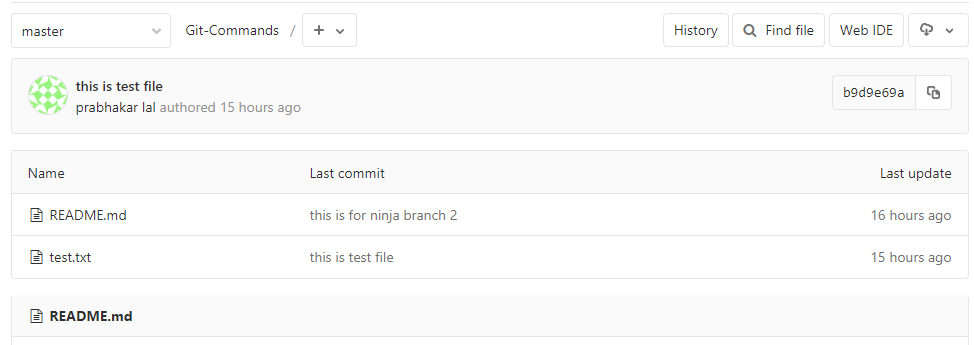 master Git-Commands / + History Find file Web IDE
this is test file
prabhakar lal authored 15 hours ago b9d9e69a
Name Last commit Last update
README.md this is for ninja branch 2 16 hours ago
test.txt this is test file 15 hours ago
README.md